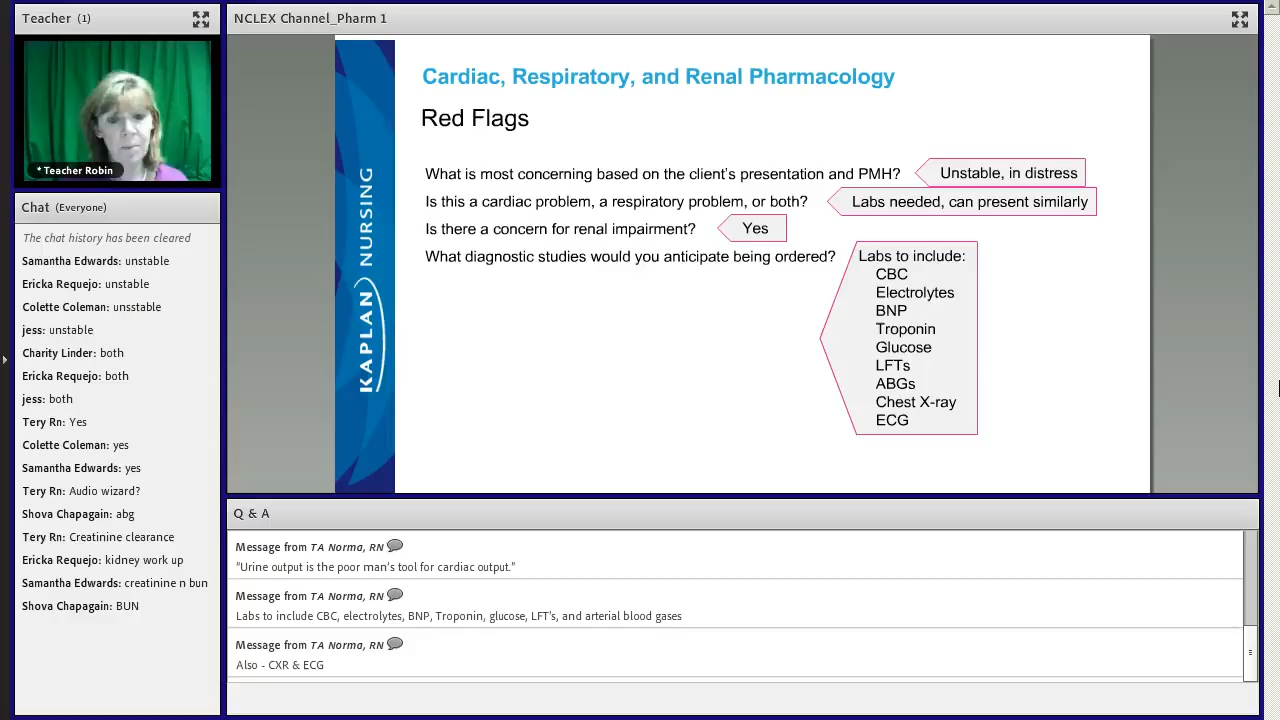 Teacher (1)
* Teacher Robin
Chat (Everyone)
The chat history has been cleared
Samantha Edwards: unstable
Ericka Requejo: unstable
Colette Coleman: unsstable
jess: unstable
Charity Linder: both
Ericka Requejo: both
jess: both
Tery Rn: Yes
Colette Coleman: yes
Samantha Edwards: yes
Tery Rn: Audio wizard?
Shova Chapagain: abg
Tery Rn: Creatinine clearance
Ericka Requejo: kidney work up
Samantha Edwards: creatinine n bun
Shova Chapagain: BUN
NCLEX Channel_Pharm 1
KAPLAN NURSING
Cardiac, Respiratory, and Renal Pharmacology
Red Flags
What is most concerning based on the client's presentation and PMH?
Unstable, in distress
Is this a cardiac problem, a respiratory problem, or both?
Labs needed, can present similarly
Is there a concern for renal impairment?
Yes
What diagnostic studies would you anticipate being ordered?
Labs to include:
CBC
Electrolytes
BNP
Troponin
Glucose
LFTs
ABGs
Chest X-ray
ECG
Q & A
Message from TA Norma, RN
"Urine output is the poor man's tool for cardiac output."
Message from TA Norma, RN
Labs to include CBC, electrolytes, BNP, Troponin, glucose, LFT's, and arterial blood gases
Message from TA Norma, RN
Also - CXR & ECG